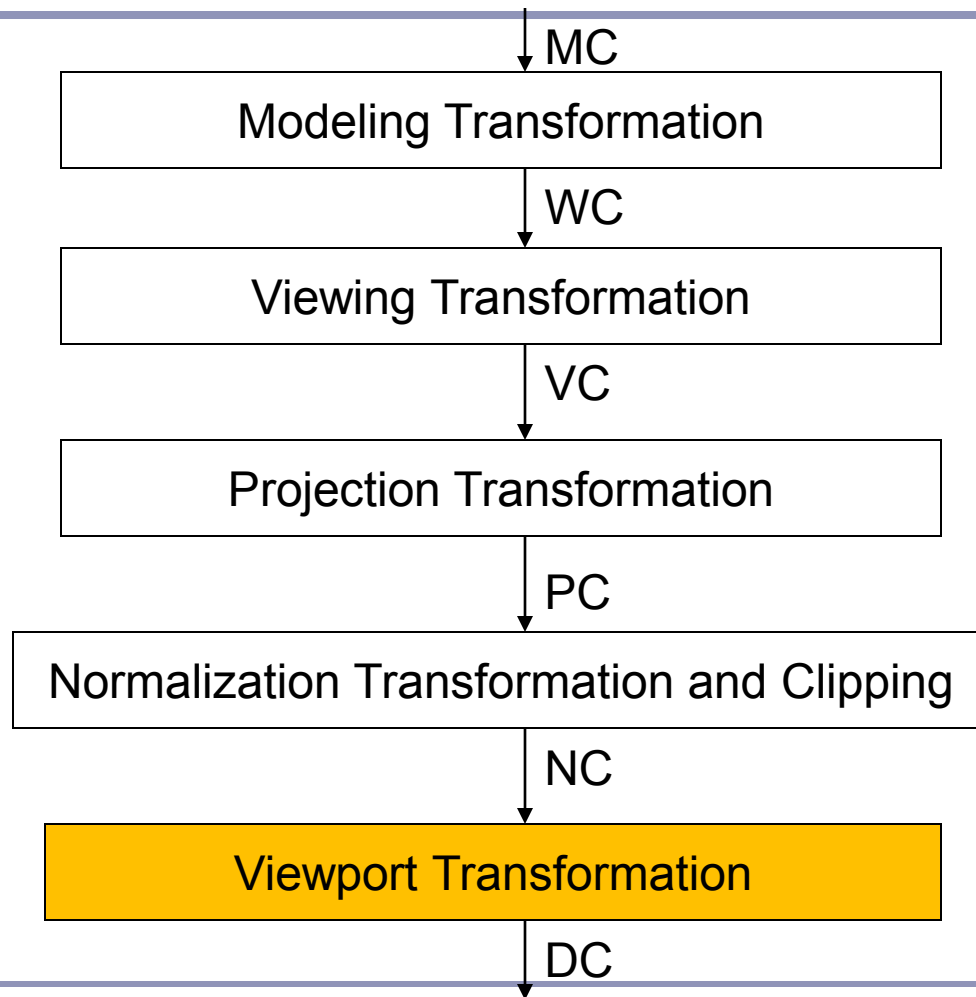 MC
Modeling Transformation
WC
Viewing Transformation
VC
Projection Transformation
PC
Normalization Transformation and Clipping
NC
Viewport Transformation
DC